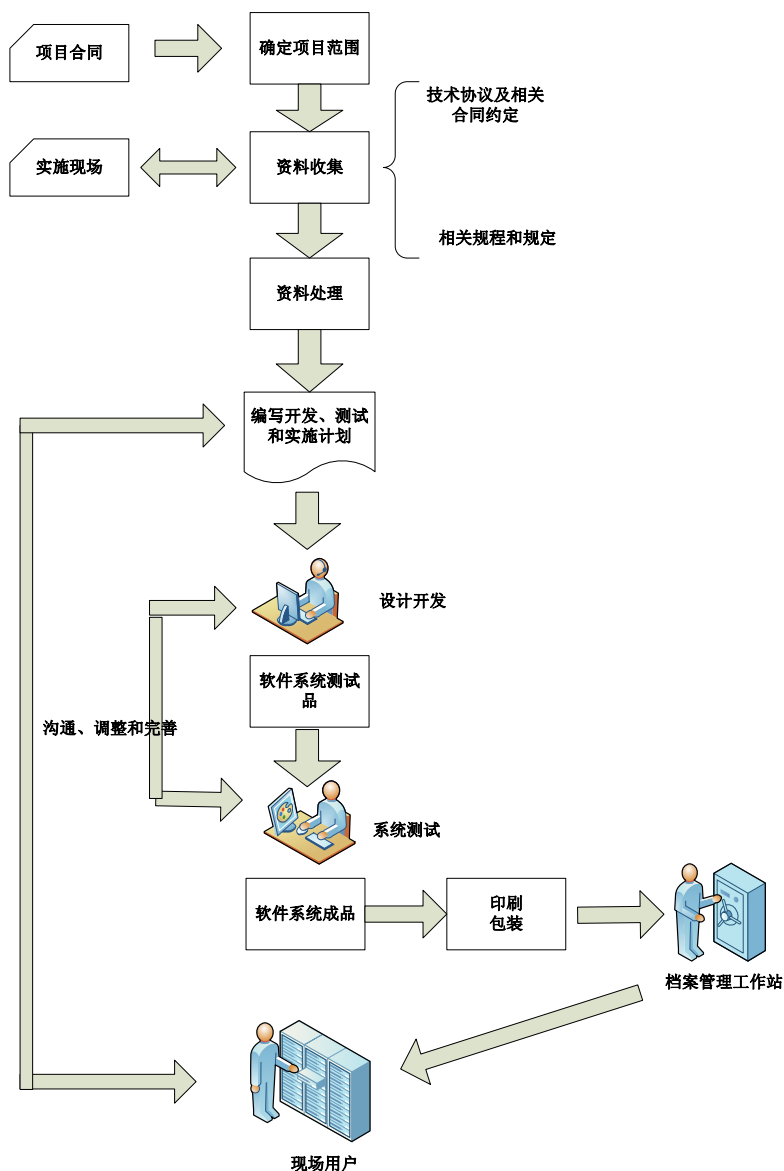 项目合同
确定项目范围
技术协议及相关
合同约定
实施现场
资料收集
相关规程和规定
资料处理
编写开发、测试
和实施计划
设计开发
软件系统测试
品
沟通、调整和完善
系统测试
软件系统成品
印刷
包装
档案管理工作站
现场用户